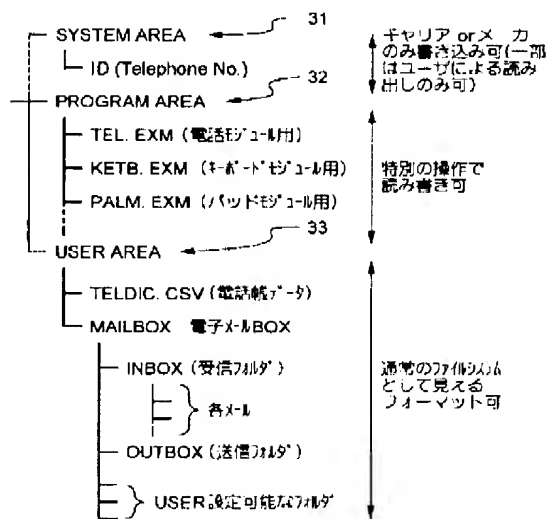 SYSTEM AREA 31
ID (Telephone No.)
キャリア orメ カ
のみ書き込み可(一部
はユーザによる読み
出しのみ可)
PROGRAM AREA 32
TEL. EXM (電話ﾓｼﾞｭｰﾙ用)
KETB. EXM (ｷｰﾎﾞｰﾄﾞﾓｼﾞｭｰﾙ用)
PALM. EXM (ﾊﾟｯﾄﾞﾓｼﾞｭｰﾙ用)
特別の操作で
読み書き可
USER AREA 33
TELDIC. CSV (電話帳ﾃﾞｰﾀ)
MAILBOX 電子ﾒｰﾙBOX
INBOX (受信ﾌｫﾙﾀﾞ)
各ﾒｰﾙ
OUTBOX (送信ﾌｫﾙﾀﾞ)
USER設定可能なﾌｫﾙﾀﾞ
通常のﾌｧｲﾙｼｽﾃﾑ
として見える
フォーマット可